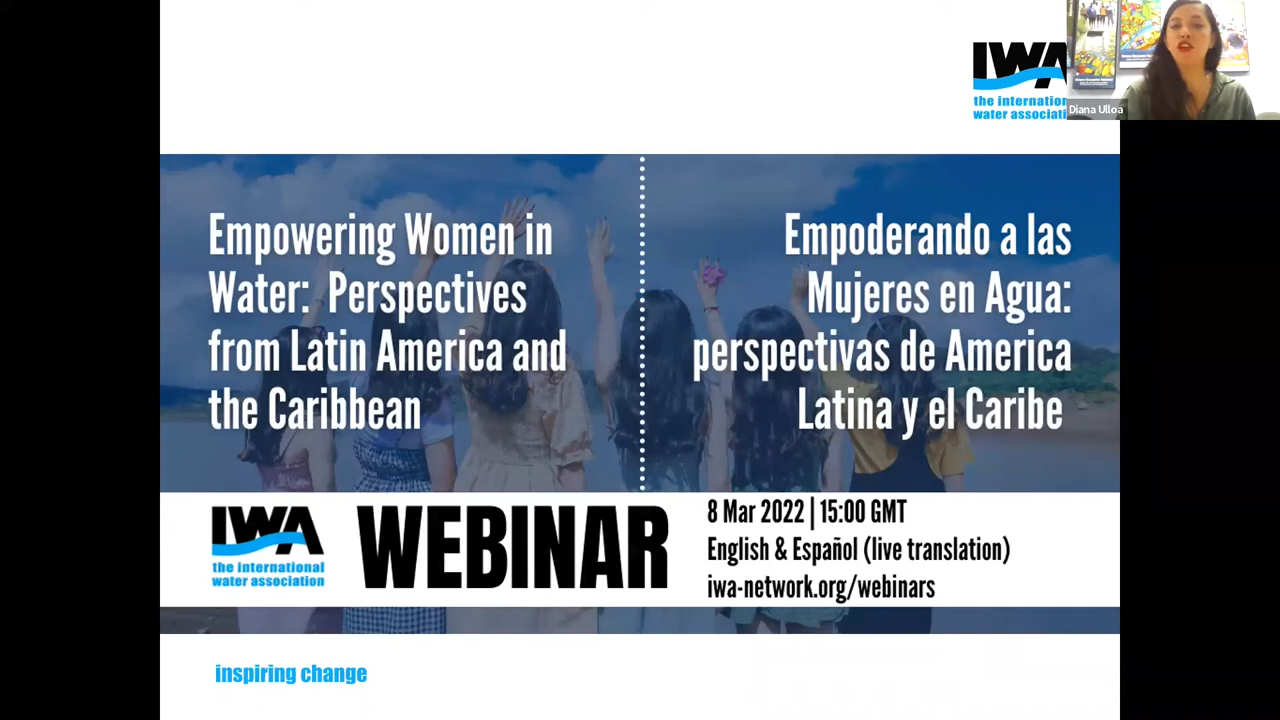 IWA
the internation
water associati
Diana Ulloa
Empowering Women in
Water: Perspectives
from Latin America and
the Caribbean
Empoderando a las
Mujeres en Agua:
perspectivas de America
Latina y el Caribe
IWA
the international
water association
WEBINAR
8 Mar 2022 | 15:00 GMT
English & Español (live translation)
iwa-network.org/webinars
inspiring change